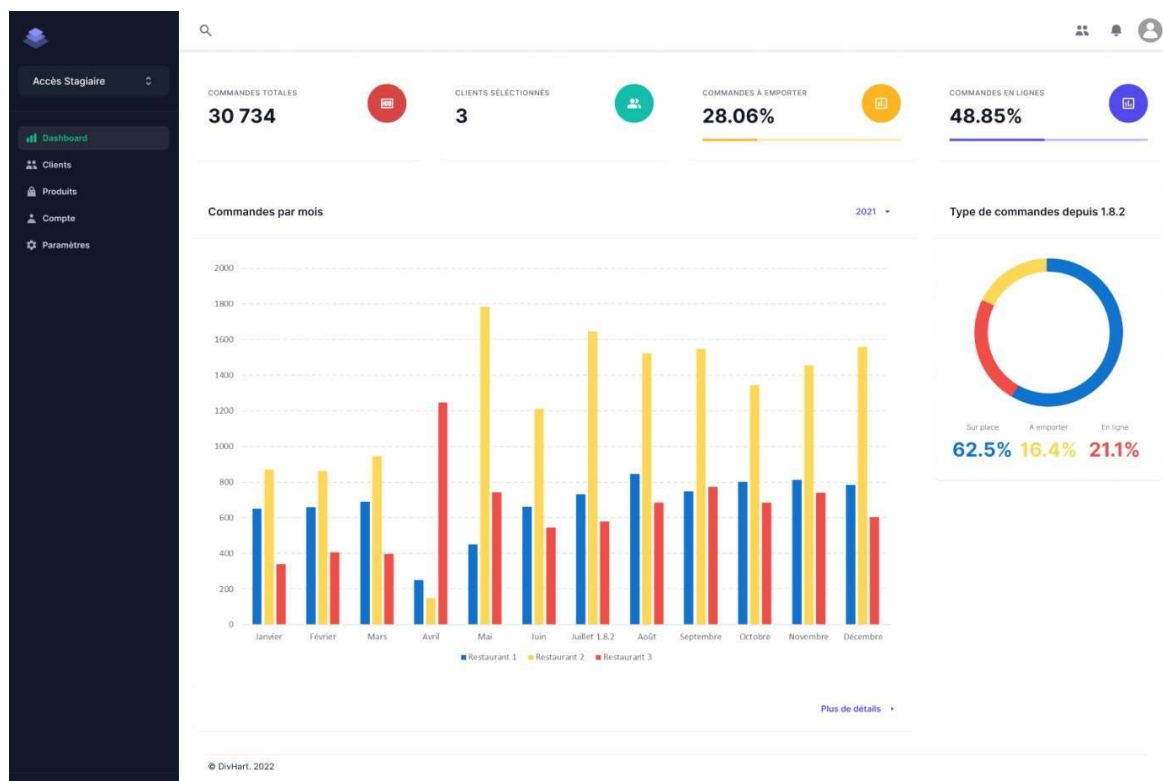 Accès Stagiaire
Dashboard
Clients
Produits
Compte
Paramètres
COMMANDES TOTALES
30 734
CLIENTS SÉLÉCTIONNÉS
3
COMMANDES À EMPORTER
28.06%
COMMANDES EN LIGNES
48.85%
Commandes par mois
2021
2000
1800
1600
1400
1200
1000
800
600
400
200
0
Janvier Février Mars Avril Mai Juin Juillet 1.8.2 Août Septembre Octobre Novembre Décembre
Restaurant 1 Restaurant 2 Restaurant 3
Plus de détails
Type de commandes depuis 1.8.2
Sur place A emporter En ligne
62.5% 16.4% 21.1%
© DivHart. 2022